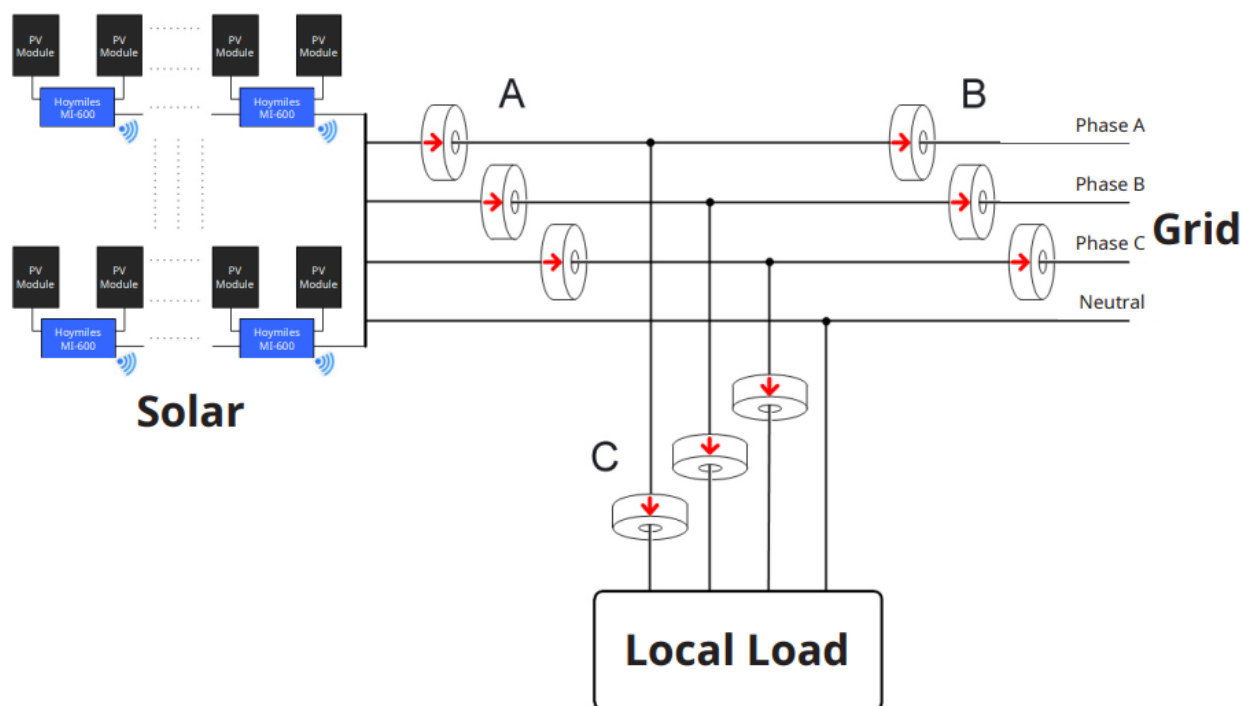 PV
Module
PV
Module
PV
Module
PV
Module
Hoymiles
MI-600
Hoymiles
MI-600
A
B
Phase A
Phase B
Phase C
Grid
Neutral
PV
Module
PV
Module
PV
Module
PV
Module
Hoymiles
MI-600
Hoymiles
MI-600
Solar
C
Local Load